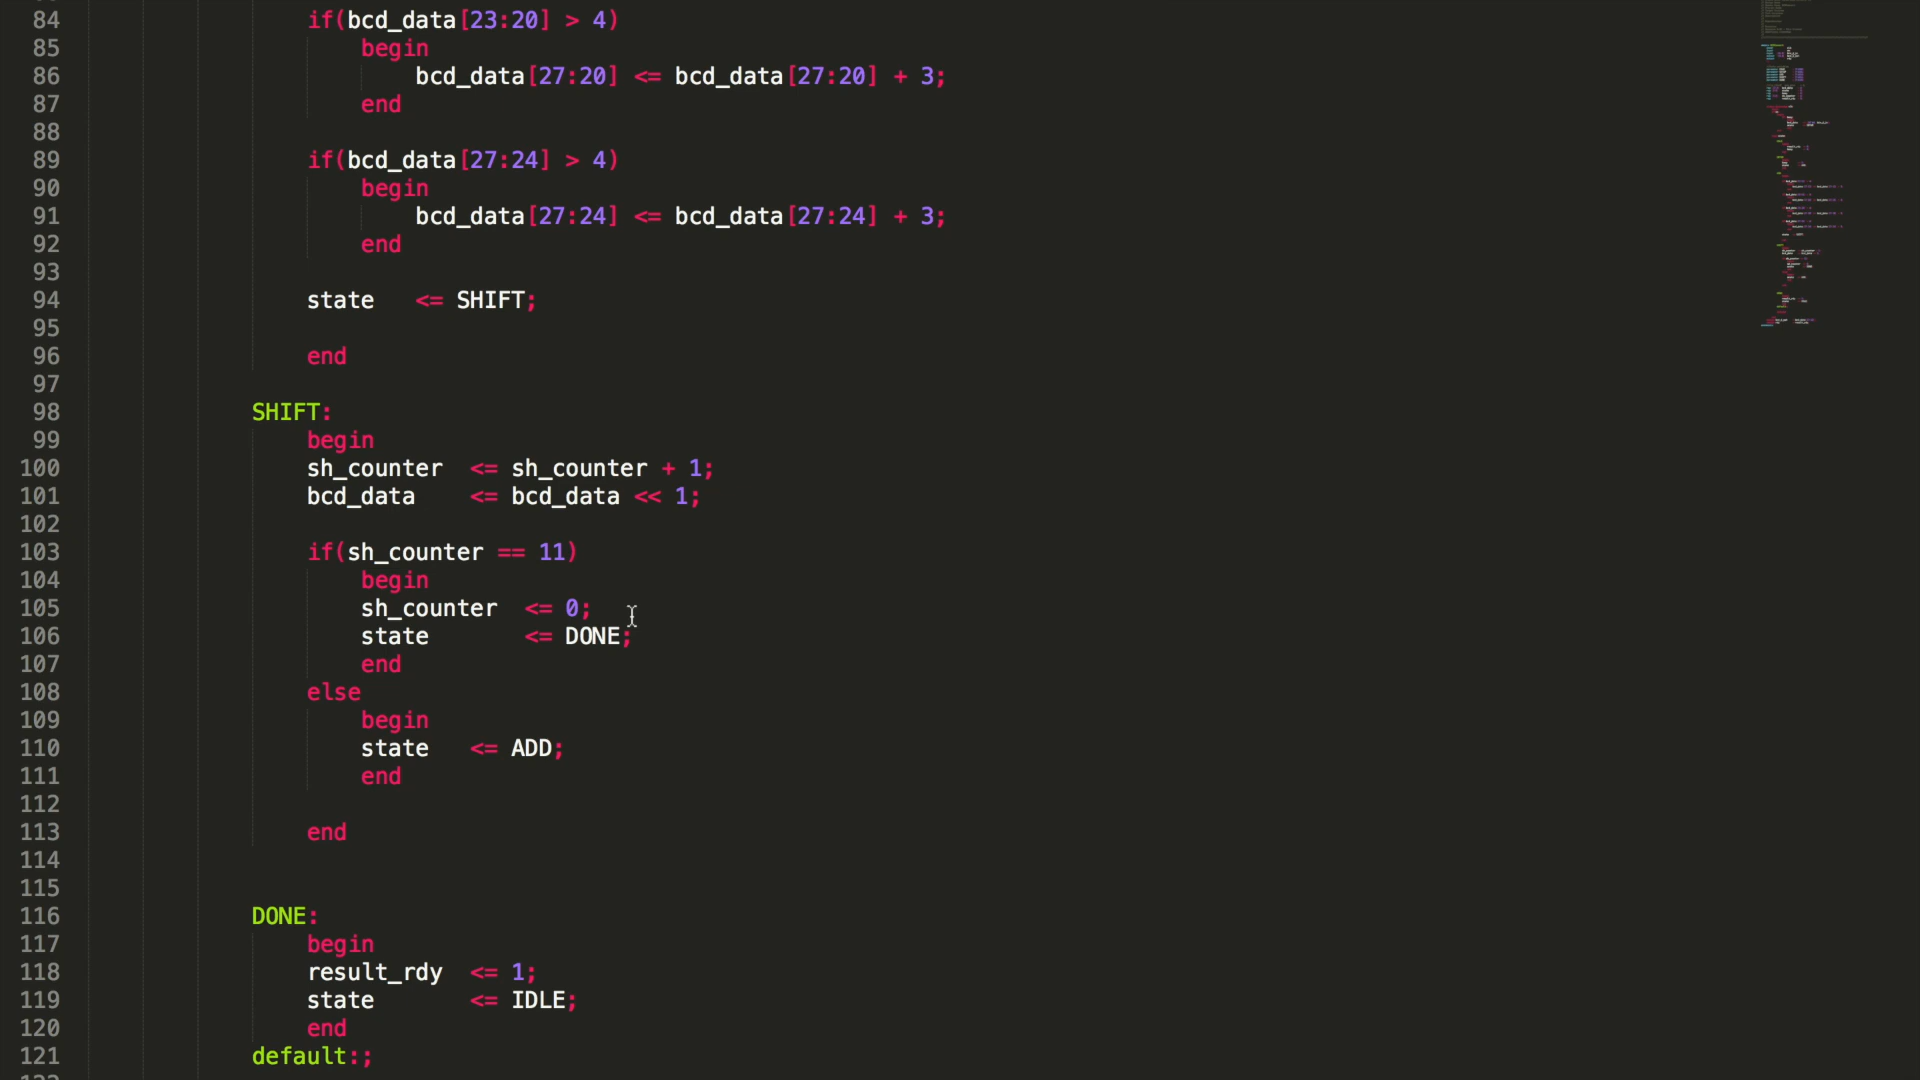 84 if(bcd_data[23:20] > 4)
85 begin
86 bcd_data[27:20] <= bcd_data[27:20] + 3;
87 end
88
89 if(bcd_data[27:24] > 4)
90 begin
91 bcd_data[27:24] <= bcd_data[27:24] + 3;
92 end
93
94 state <= SHIFT;
95
96 end
97
98 SHIFT:
99 begin
100 sh_counter <= sh_counter + 1;
101 bcd_data <= bcd_data << 1;
102
103 if(sh_counter == 11)
104 begin
105 sh_counter <= 0;
106 state <= DONE;
107 end
108 else
109 begin
110 state <= ADD;
111 end
112
113 end
114
115
116 DONE:
117 begin
118 result_rdy <= 1;
119 state <= IDLE;
120 end
121 default:;